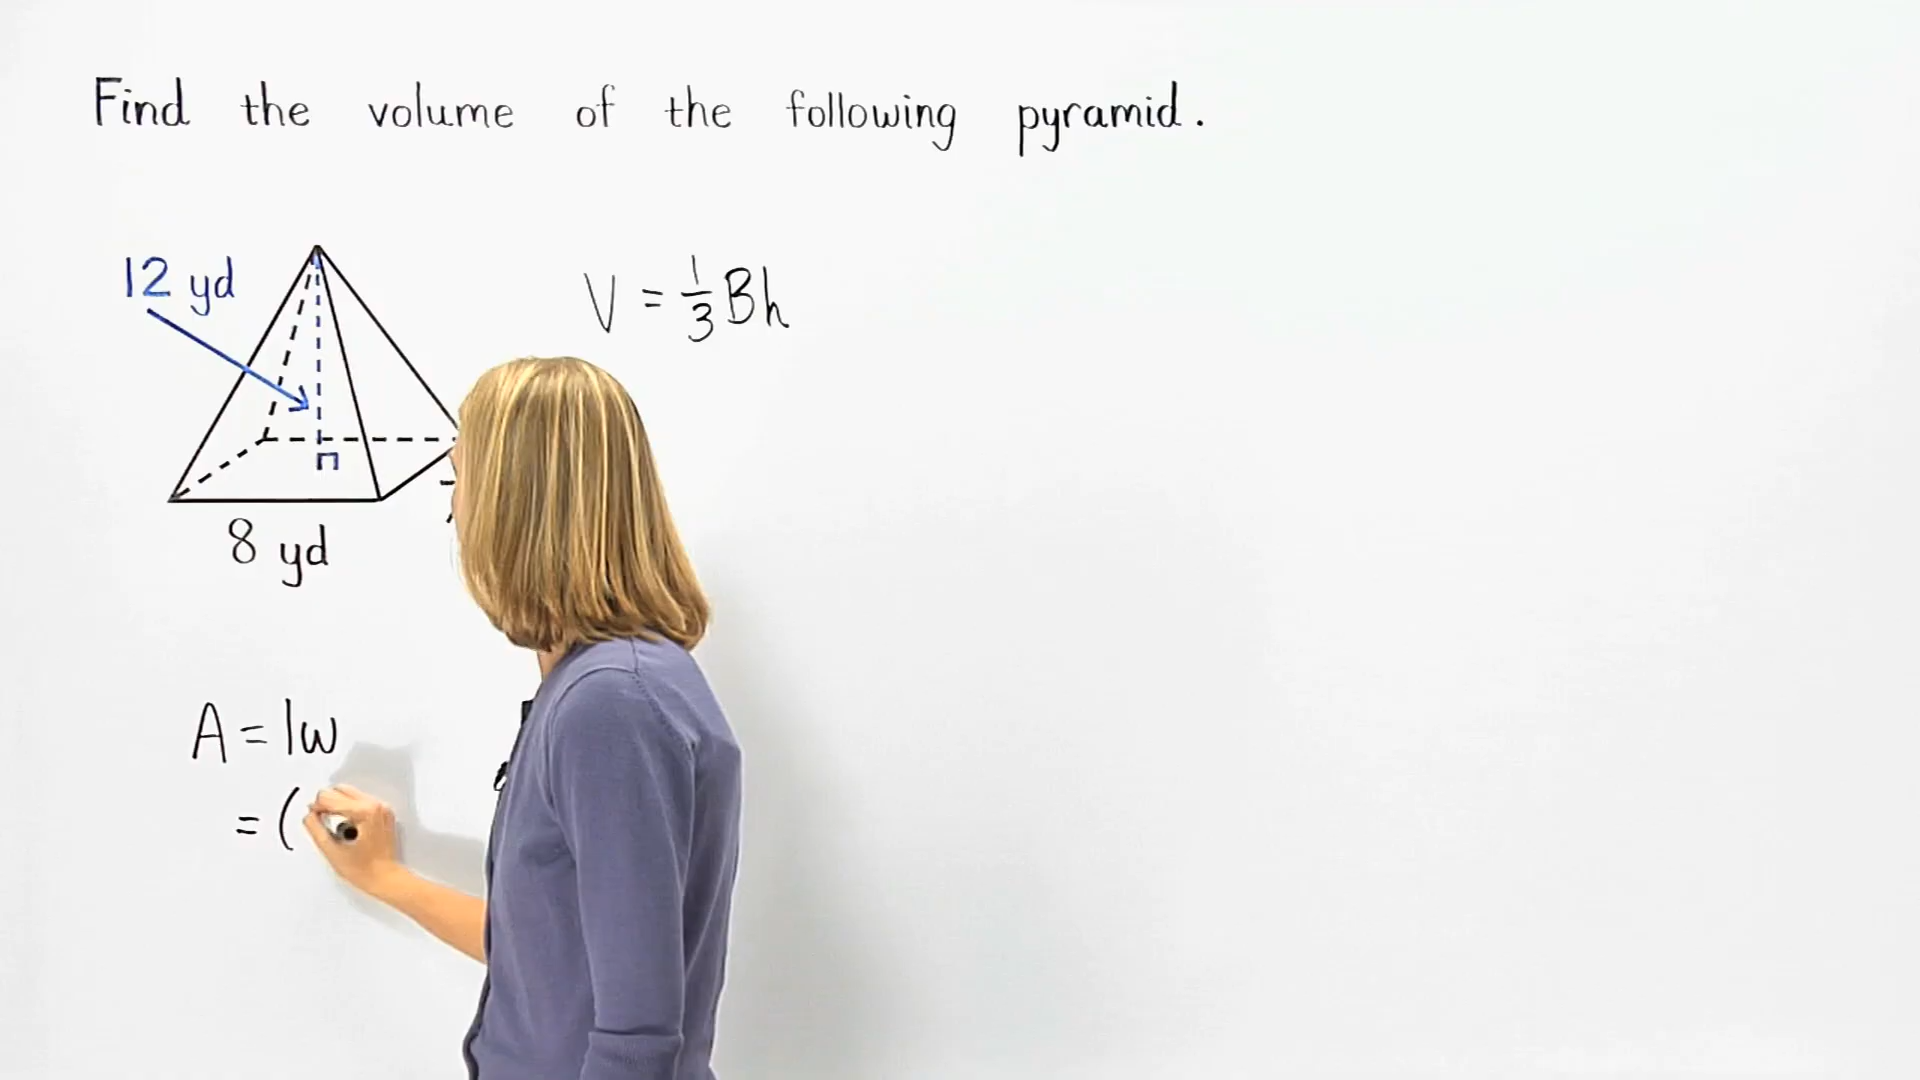 Find the volume of the following pyramid.
12 yd
V = 1/3 Bh
8 yd
A = lw
= (